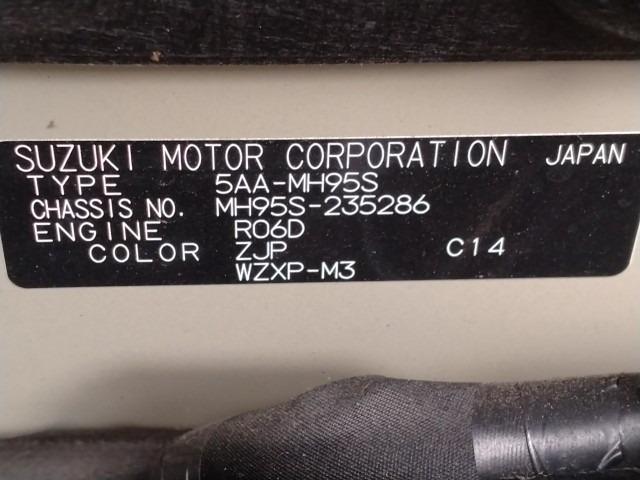 SUZUKI MOTOR CORPORATION JAPAN
TYPE 5AA-MH95S
CHASSIS NO. MH95S-235286
ENGINE R06D
COLOR ZJP C14
WZXP-M3